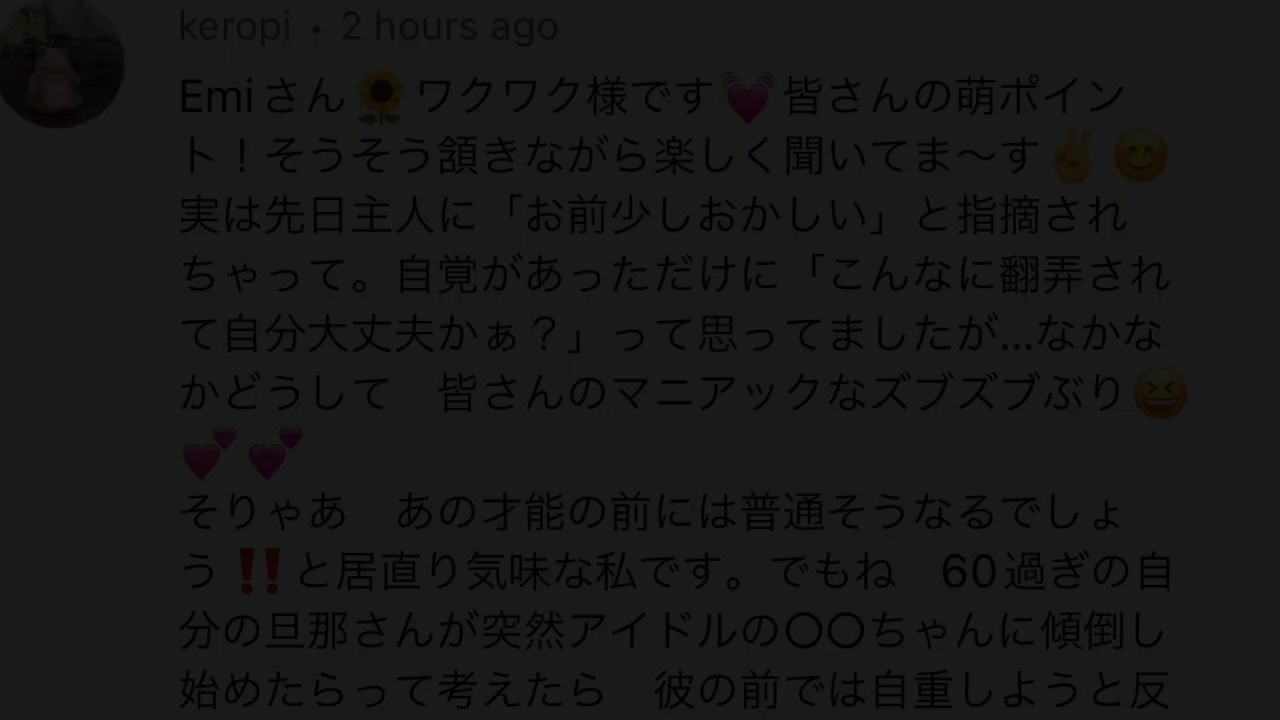 keropi • 2 hours ago
Emiさん🌻ワクワク様です💓皆さんの萌ポイン
ト！そうそう頷きながら楽しく聞いてま〜す✌️😊
実は先日主人に「お前少しおかしい」と指摘され
ちゃって。自覚があっただけに「こんなに翻弄され
て自分大丈夫かぁ？」って思ってましたが...なかな
かどうして　皆さんのマニアックなズブズブぶり😆
💕💕
そりゃあ　あの才能の前には普通そうなるでしょ
う‼️と居直り気味な私です。でもね　60過ぎの自
分の旦那さんが突然アイドルの〇〇ちゃんに傾倒し
始めたらって考えたら　彼の前では自重しようと反